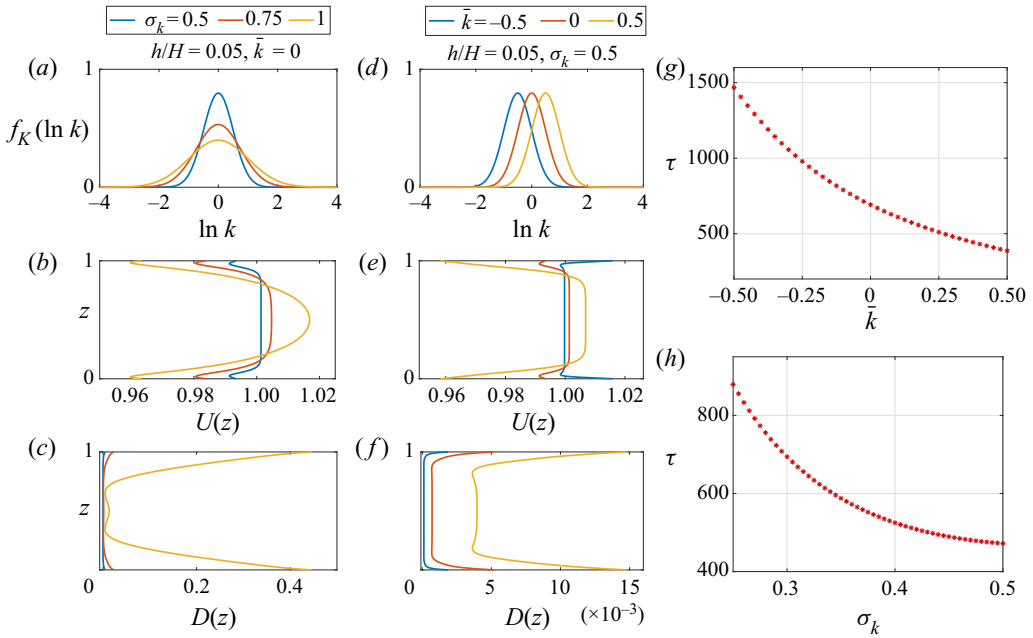 σk = 0.5 0.75 1
h/H = 0.05, k̄ = 0
k̄ = −0.5 0 0.5
h/H = 0.05, σk = 0.5
(a)
1
fK (ln k)
0
−4 −2 0 2 4
ln k
(d)
1
0
−4 −2 0 2 4
ln k
(b)
1
z
0
0.96 0.98 1.00 1.02
U(z)
(e)
1
0
0.96 0.98 1.00 1.02
U(z)
(c)
1
z
0 0.2 0.4
D(z)
(f)
1
0 5 10 15
D(z) (×10−3)
(g)
1500
τ
1000
500
−0.50 −0.25 0 0.25 0.50
k̄
(h)
800
τ
600
400
0.3 0.4 0.5
σk